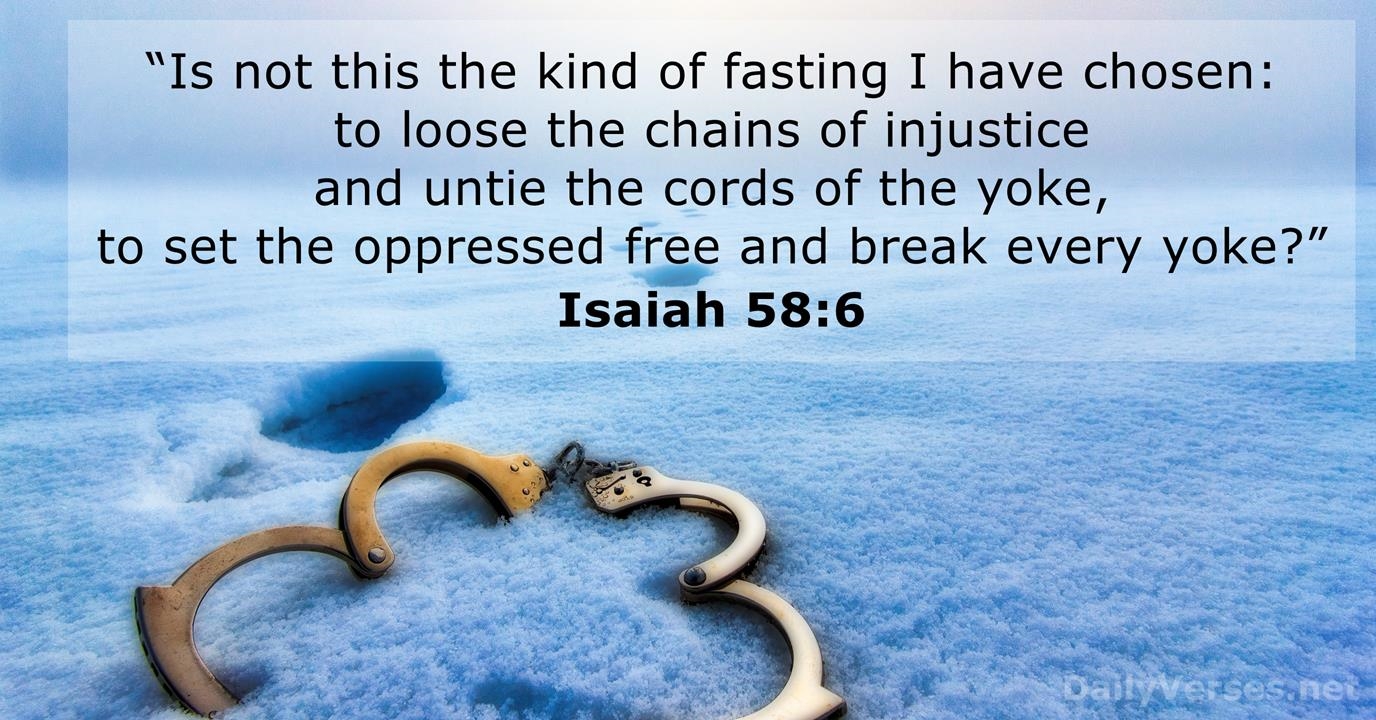 “Is not this the kind of fasting I have chosen:
to loose the chains of injustice
and untie the cords of the yoke,
to set the oppressed free and break every yoke?”
Isaiah 58:6
DailyVerses.net